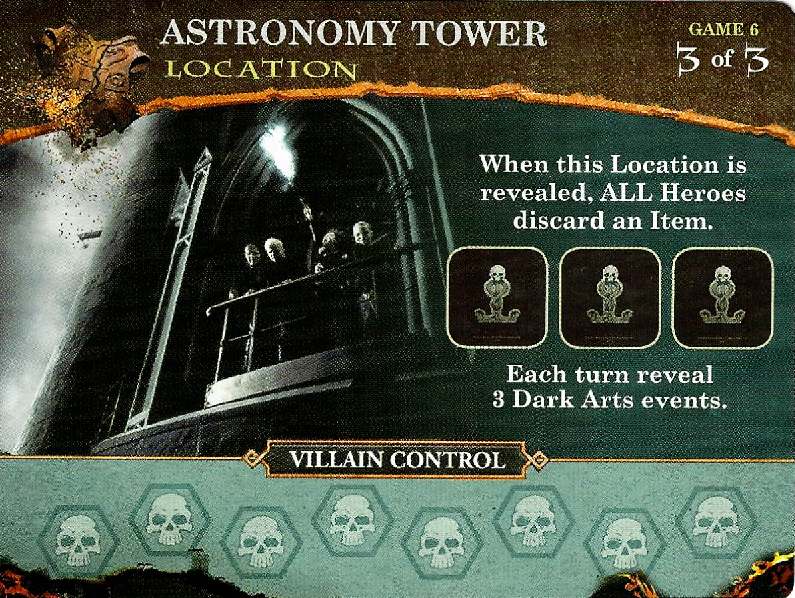 ASTRONOMY TOWER
LOCATION
GAME 6
3 of 3
When this Location is
revealed, ALL Heroes
discard an Item.
Each turn reveal
3 Dark Arts events.
VILLAIN CONTROL